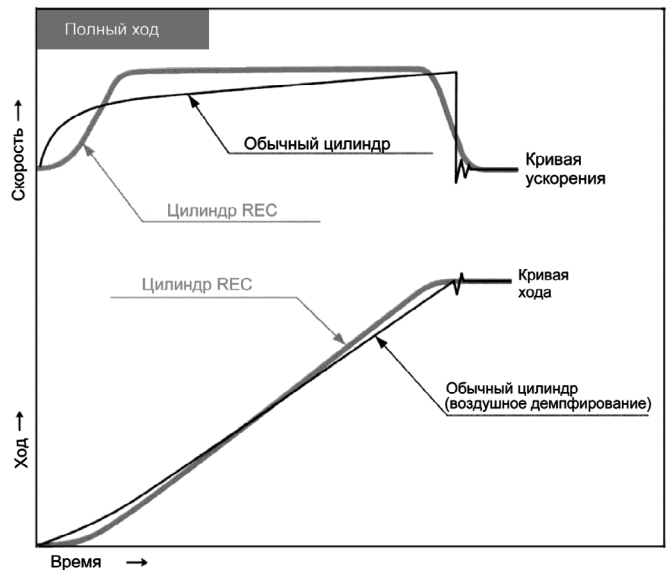 Полный ход
Скорость →
Обычный цилиндр
Кривая
ускорения
Цилиндр REC
Цилиндр REC
Кривая
хода
Обычный цилиндр
(воздушное демпфирование)
Ход →
Время →